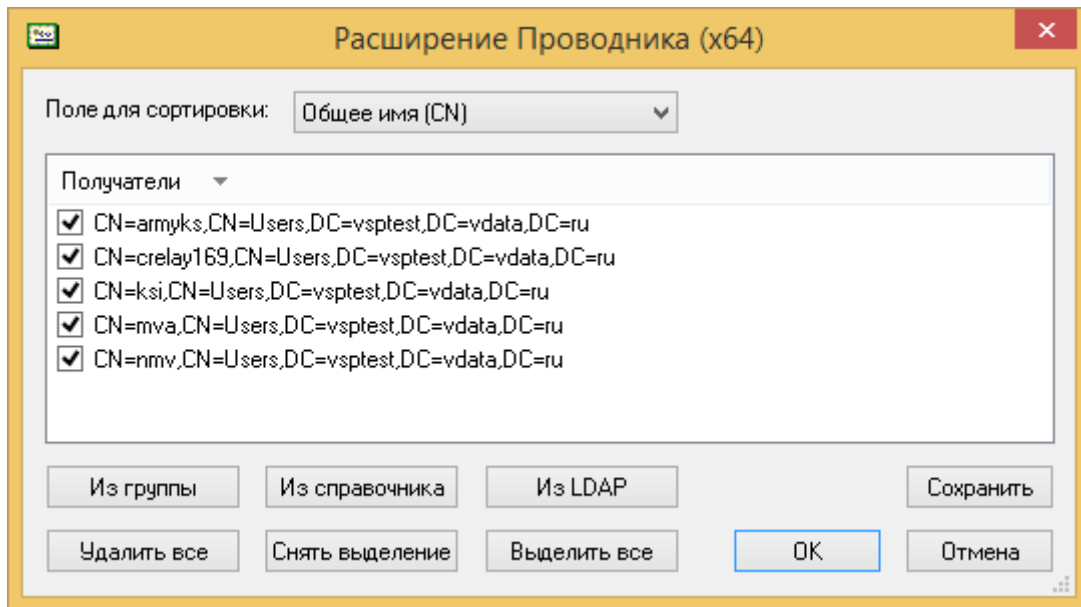 Расширение Проводника (x64)
Поле для сортировки: Общее имя (CN)
Получатели
CN=armyks,CN=Users,DC=vsptest,DC=vdata,DC=ru
CN=crelay169,CN=Users,DC=vsptest,DC=vdata,DC=ru
CN=ksi,CN=Users,DC=vsptest,DC=vdata,DC=ru
CN=mva,CN=Users,DC=vsptest,DC=vdata,DC=ru
CN=nmv,CN=Users,DC=vsptest,DC=vdata,DC=ru
Из группы Из справочника Из LDAP Сохранить
Удалить все Снять выделение Выделить все OK Отмена